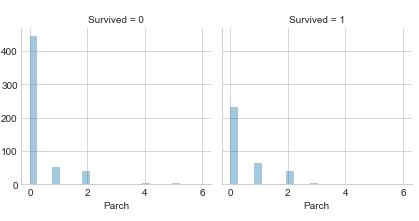 Survived = 0
Survived = 1
400
300
200
100
0
0 2 4 6
0 2 4 6
Parch
Parch